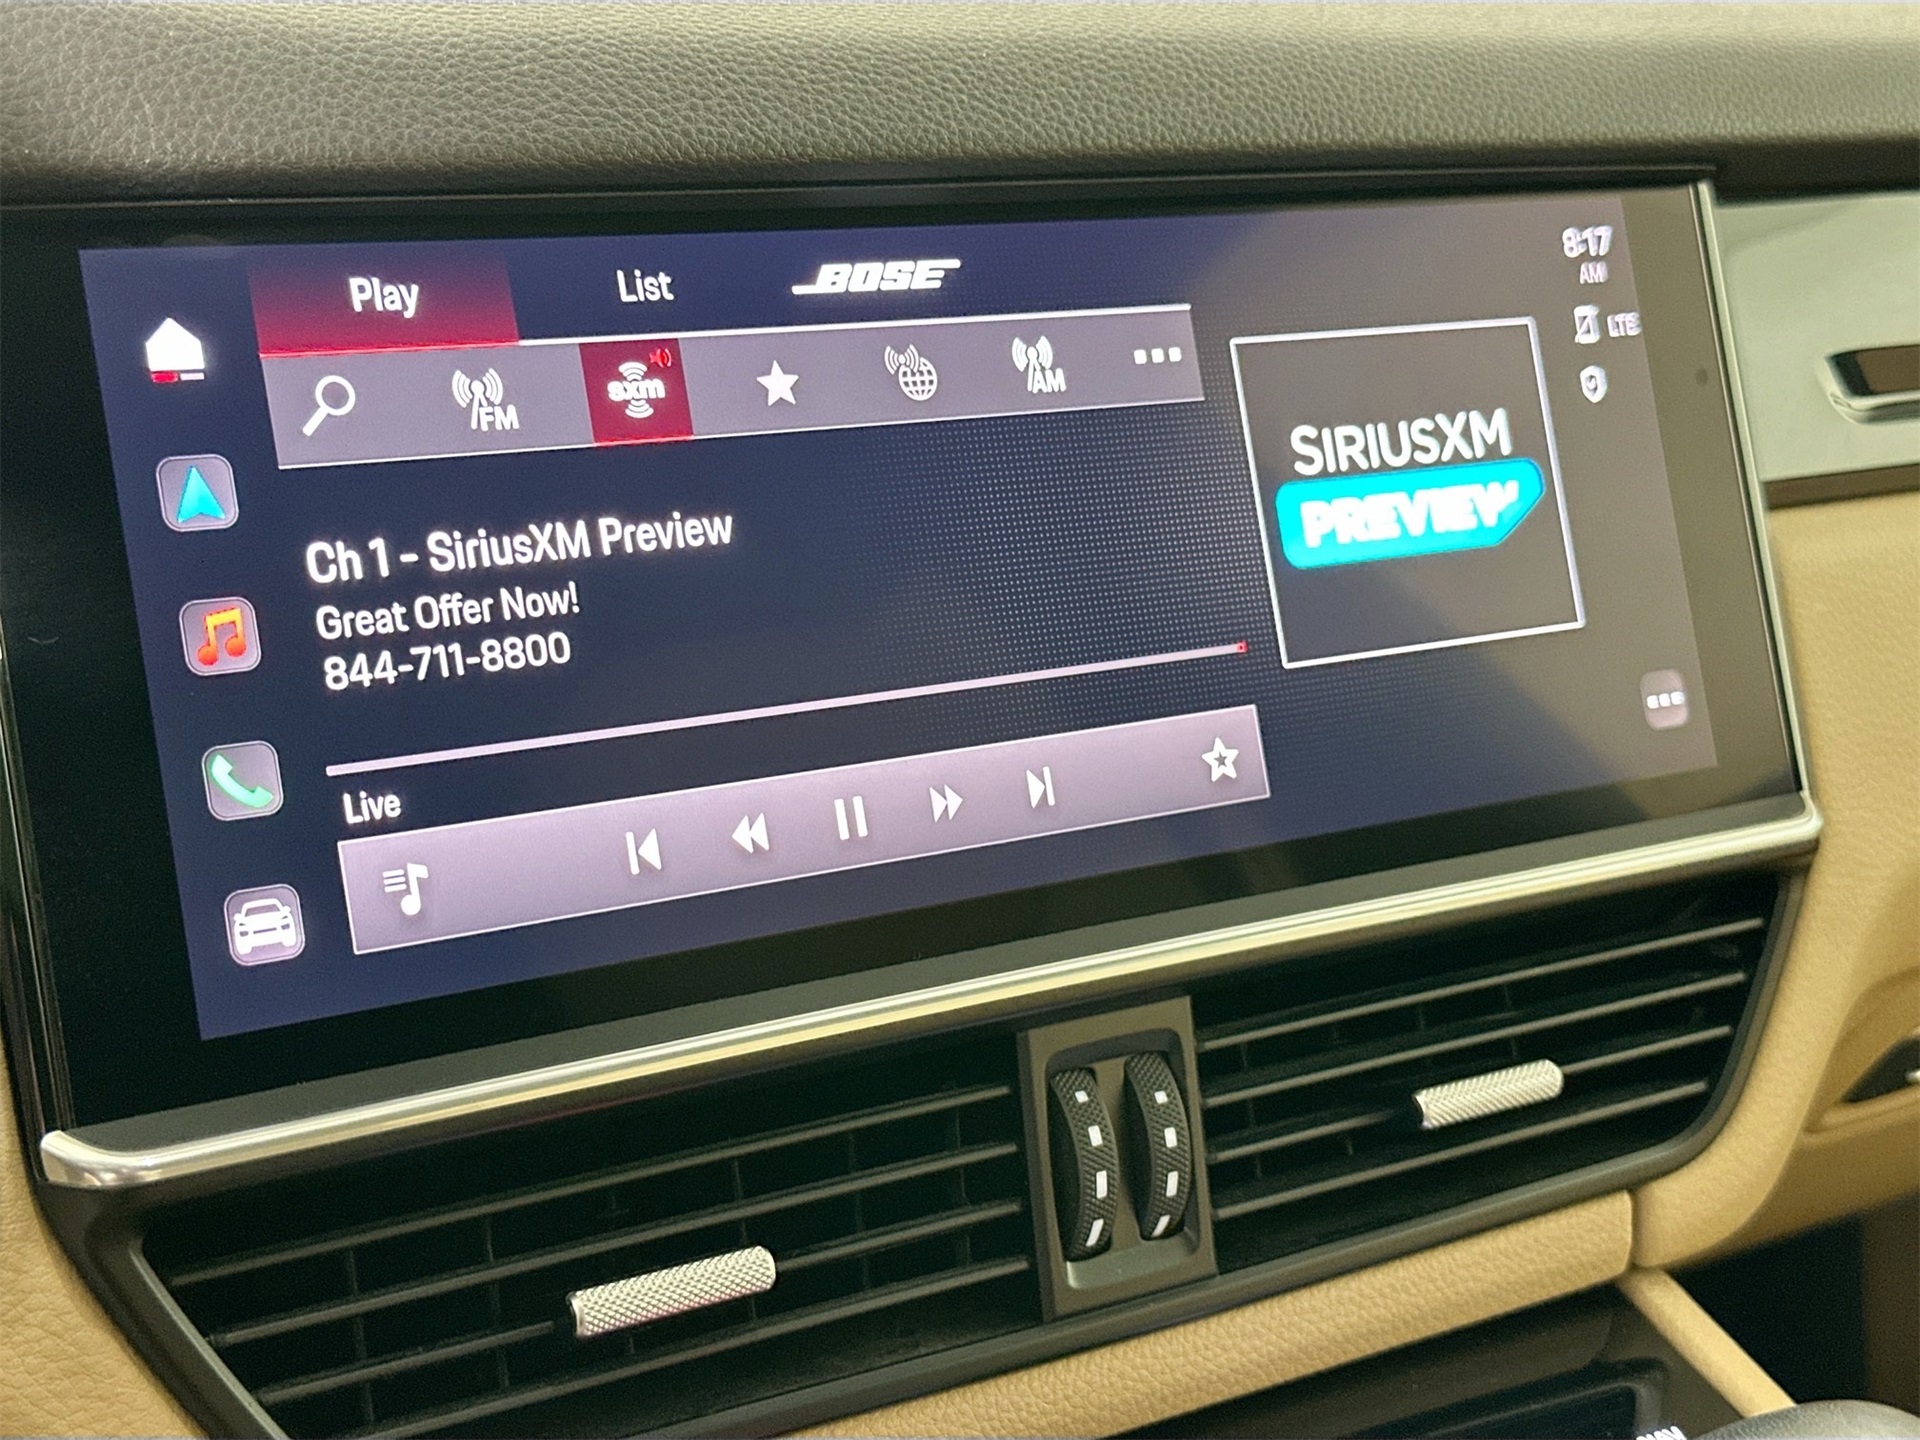 Play
List
BOSE
8:17
AM
FM
sxm
AM
LTE
SIRIUSXM
PREVIEW
Ch 1 - SiriusXM Preview
Great Offer Now!
844-711-8800
Live